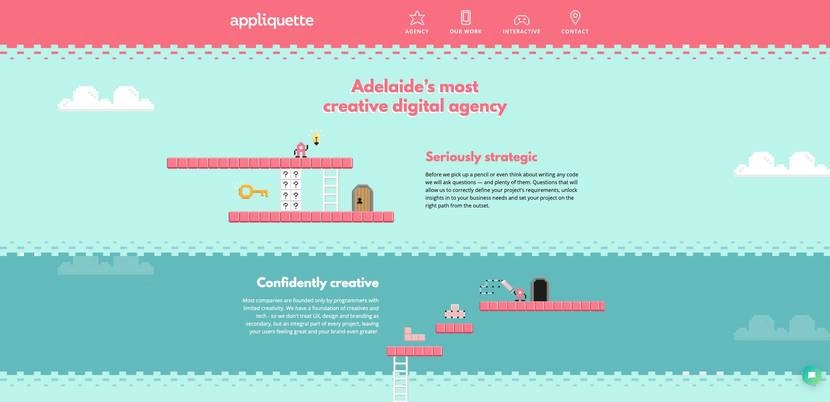 appliquette
AGENCY
OUR WORK
INTERACTIVE
CONTACT
Adelaide's most
creative digital agency
Seriously strategic
Before we pick up a pencil or even think about writing any code
we will ask questions — and plenty of them. Questions that will
allow us to correctly define your project's requirements, unlock
insights in to your business needs and set your project on the
right path from the outset.
? ?
? ?
? ?
? ?
Confidently creative
Most companies are founded only by programmers with
limited creativity. We have a foundation of creatives and
tech - so we don't treat UX, design and branding as
secondary, but an integral part of every project, leaving
your users feeling great and your brand even greater.